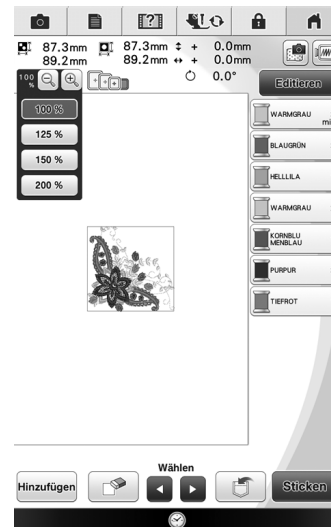 87.3mm 87.3mm + 0.0mm
89.2mm 89.2mm + 0.0mm
0.0°
100 %
Editieren
100 %
125 %
150 %
200 %
WARMGRAU
mi
BLAUGRÜN
HELLLILA
WARMGRAU
KORNBLU
MENBLAU
PURPUR
TIEFROT
Wählen
Hinzufügen
Sticken